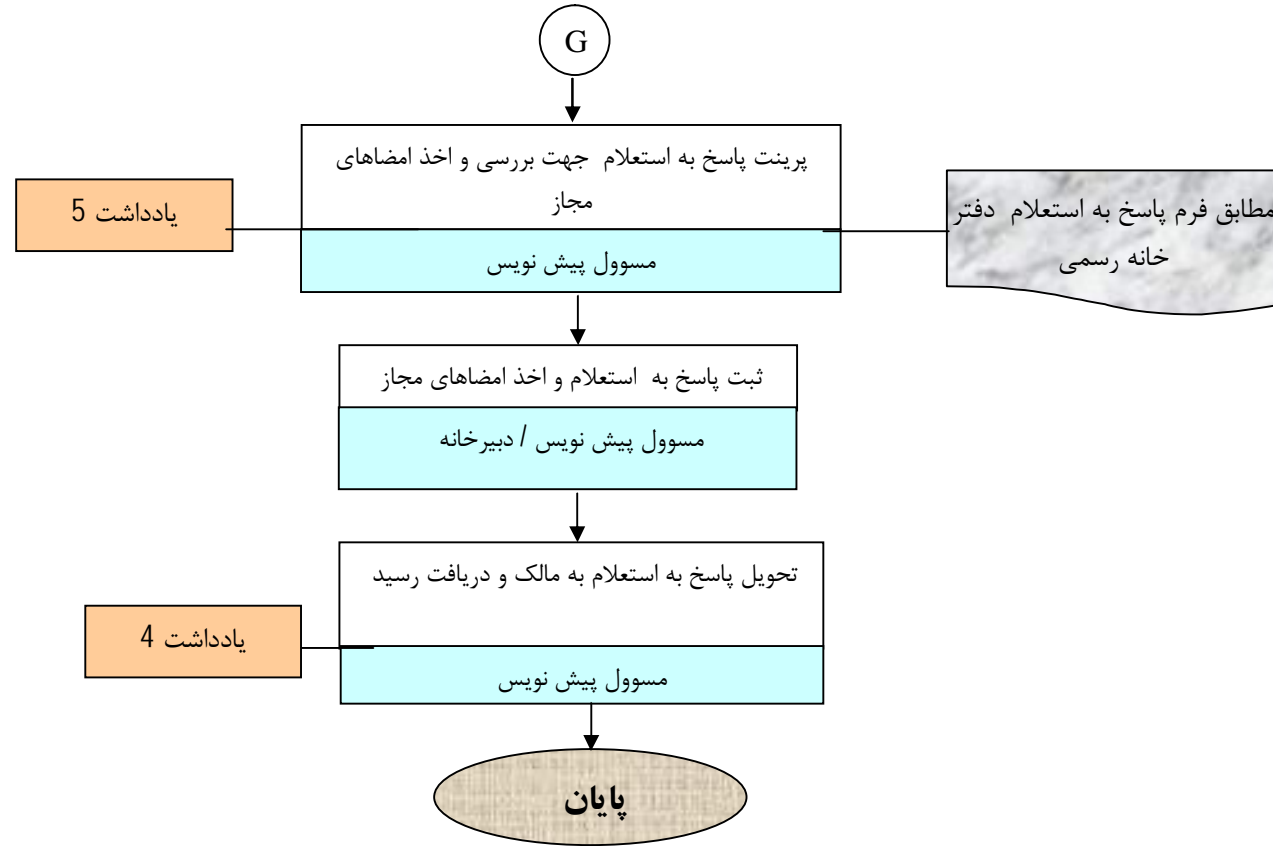 G
پرینت پاسخ به استعلام جهت بررسی و اخذ امضاهای
مجاز
مسوول پیش نویس
یادداشت 5
مطابق فرم پاسخ به استعلام دفتر
خانه رسمی
ثبت پاسخ به استعلام و اخذ امضاهای مجاز
مسوول پیش نویس / دبیرخانه
تحویل پاسخ به استعلام به مالک و دریافت رسید
مسوول پیش نویس
یادداشت 4
پایان